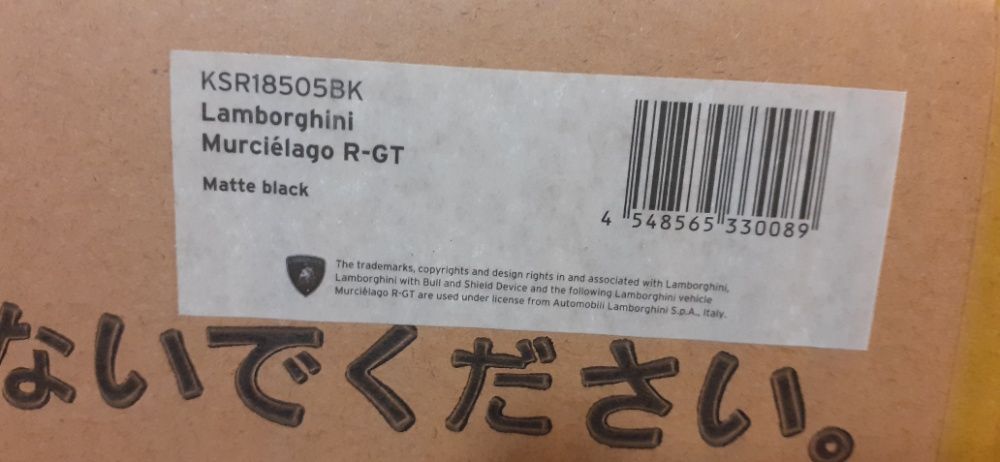 KSR18505BK
Lamborghini
Murciélago R-GT
Matte black
4 548565 330089
The trademarks, copyrights and design rights in and associated with Lamborghini,
Lamborghini with Bull and Shield Device and the following Lamborghini vehicle
Murciélago R-GT are used under license from Automobili Lamborghini S.p.A., Italy.
ないでください。